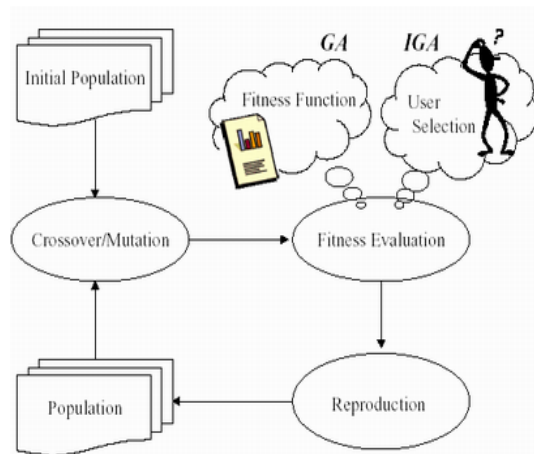 GA
IGA
?
Initial Population
Fitness Function
User
Selection
Crossover/Mutation
Fitness Evaluation
Population
Reproduction